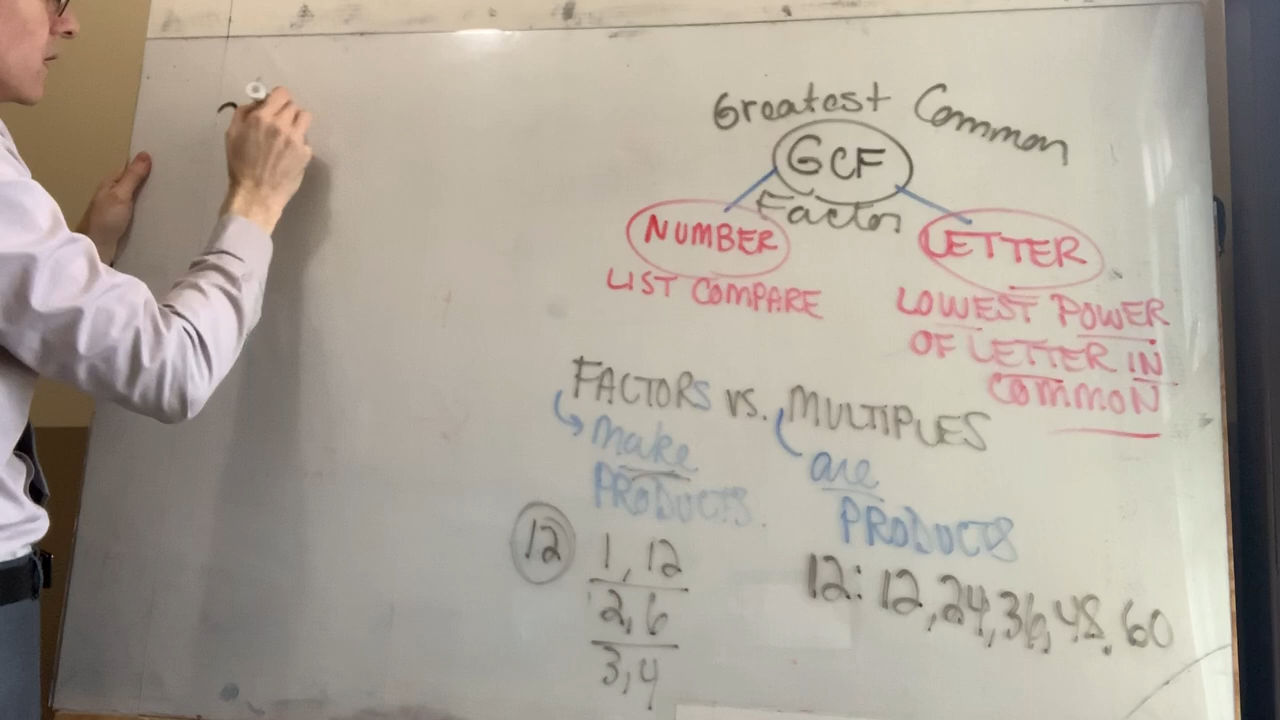 Greatest Common
GCF
Factor
NUMBER
LIST COMPARE
LETTER
LOWEST POWER
OF LETTER IN
COMMON
FACTORS VS. MULTIPLES
make
PRODUCTS.
are
PRODUCTS
12
1, 12
2, 6
3, 4
12: 12, 24, 36, 48, 60